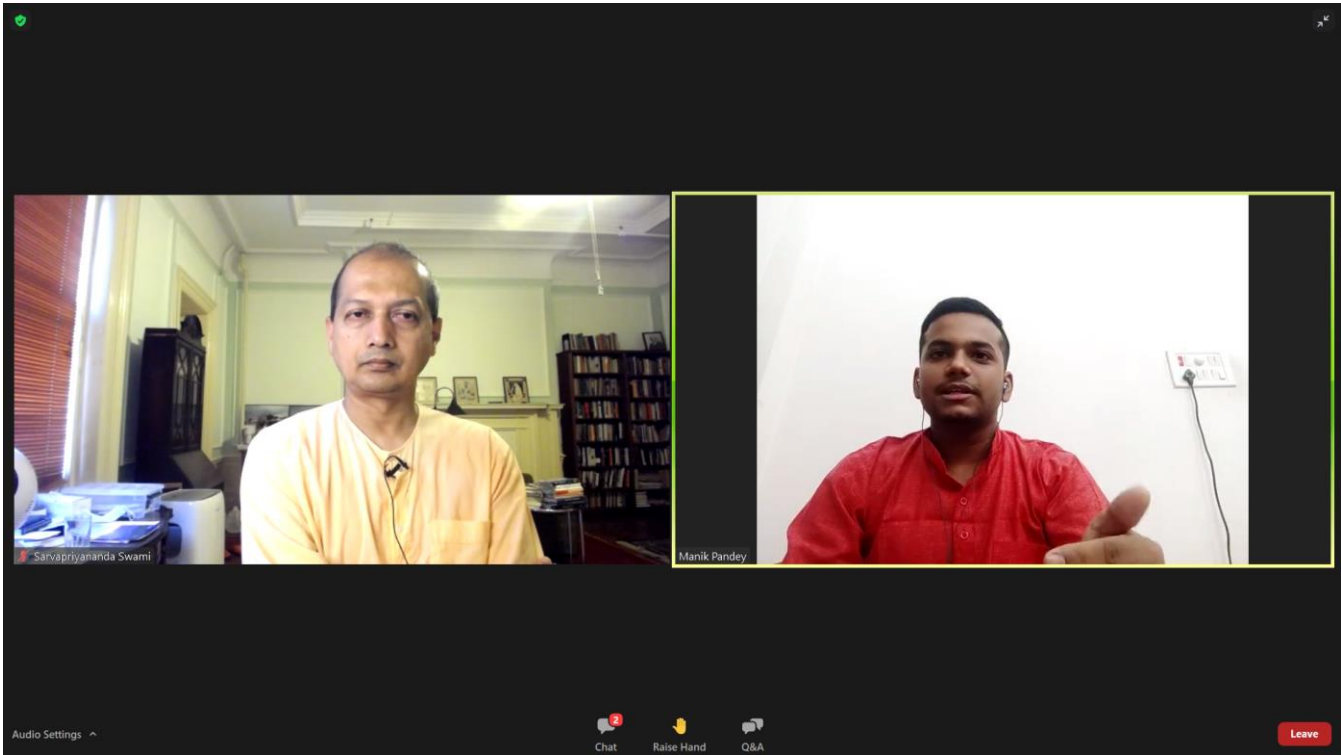 Sarvapriyananda Swami
Manik Pandey
Audio Settings
2
Chat
Raise Hand
Q&A
Leave